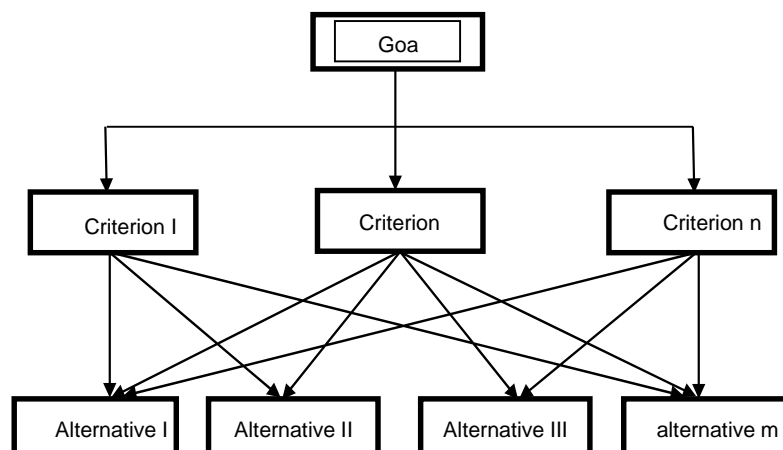 Goa
Criterion I
Criterion
Criterion n
Alternative I
Alternative II
Alternative III
alternative m